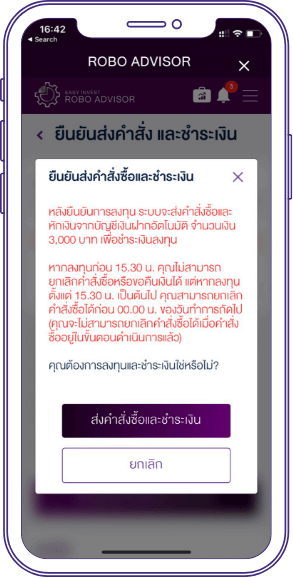 16:42
◀ Search
ROBO ADVISOR
×
EASY INVEST
ROBO ADVISOR
3
< ยืนยันส่งคำสั่ง และชำระเงิน
ยืนยันส่งคำสั่งซื้อและชำระเงิน ×
หลังยืนยันการลงทุน ระบบจะส่งคำสั่งซื้อและ
หักเงินจากบัญชีเงินฝากอัตโนมัติ จำนวนเงิน
3,000 บาท เพื่อชำระเงินลงทุน
หากลงทุนก่อน 15.30 น. คุณไม่สามารถ
ยกเลิกคำสั่งซื้อหรือขอคืนเงินได้ แต่หากลงทุน
ตั้งแต่ 15.30 น. เป็นต้นไป คุณสามารถยกเลิก
คำสั่งซื้อได้ก่อน 00.00 น. ของวันทำการถัดไป
(คุณจะไม่สามารถยกเลิกคำสั่งซื้อได้เมื่อคำสั่ง
ซื้ออยู่ในขั้นตอนดำเนินการแล้ว)
คุณต้องการลงทุนและชำระเงินใช่หรือไม่?
ส่งคำสั่งซื้อและชำระเงิน
ยกเลิก